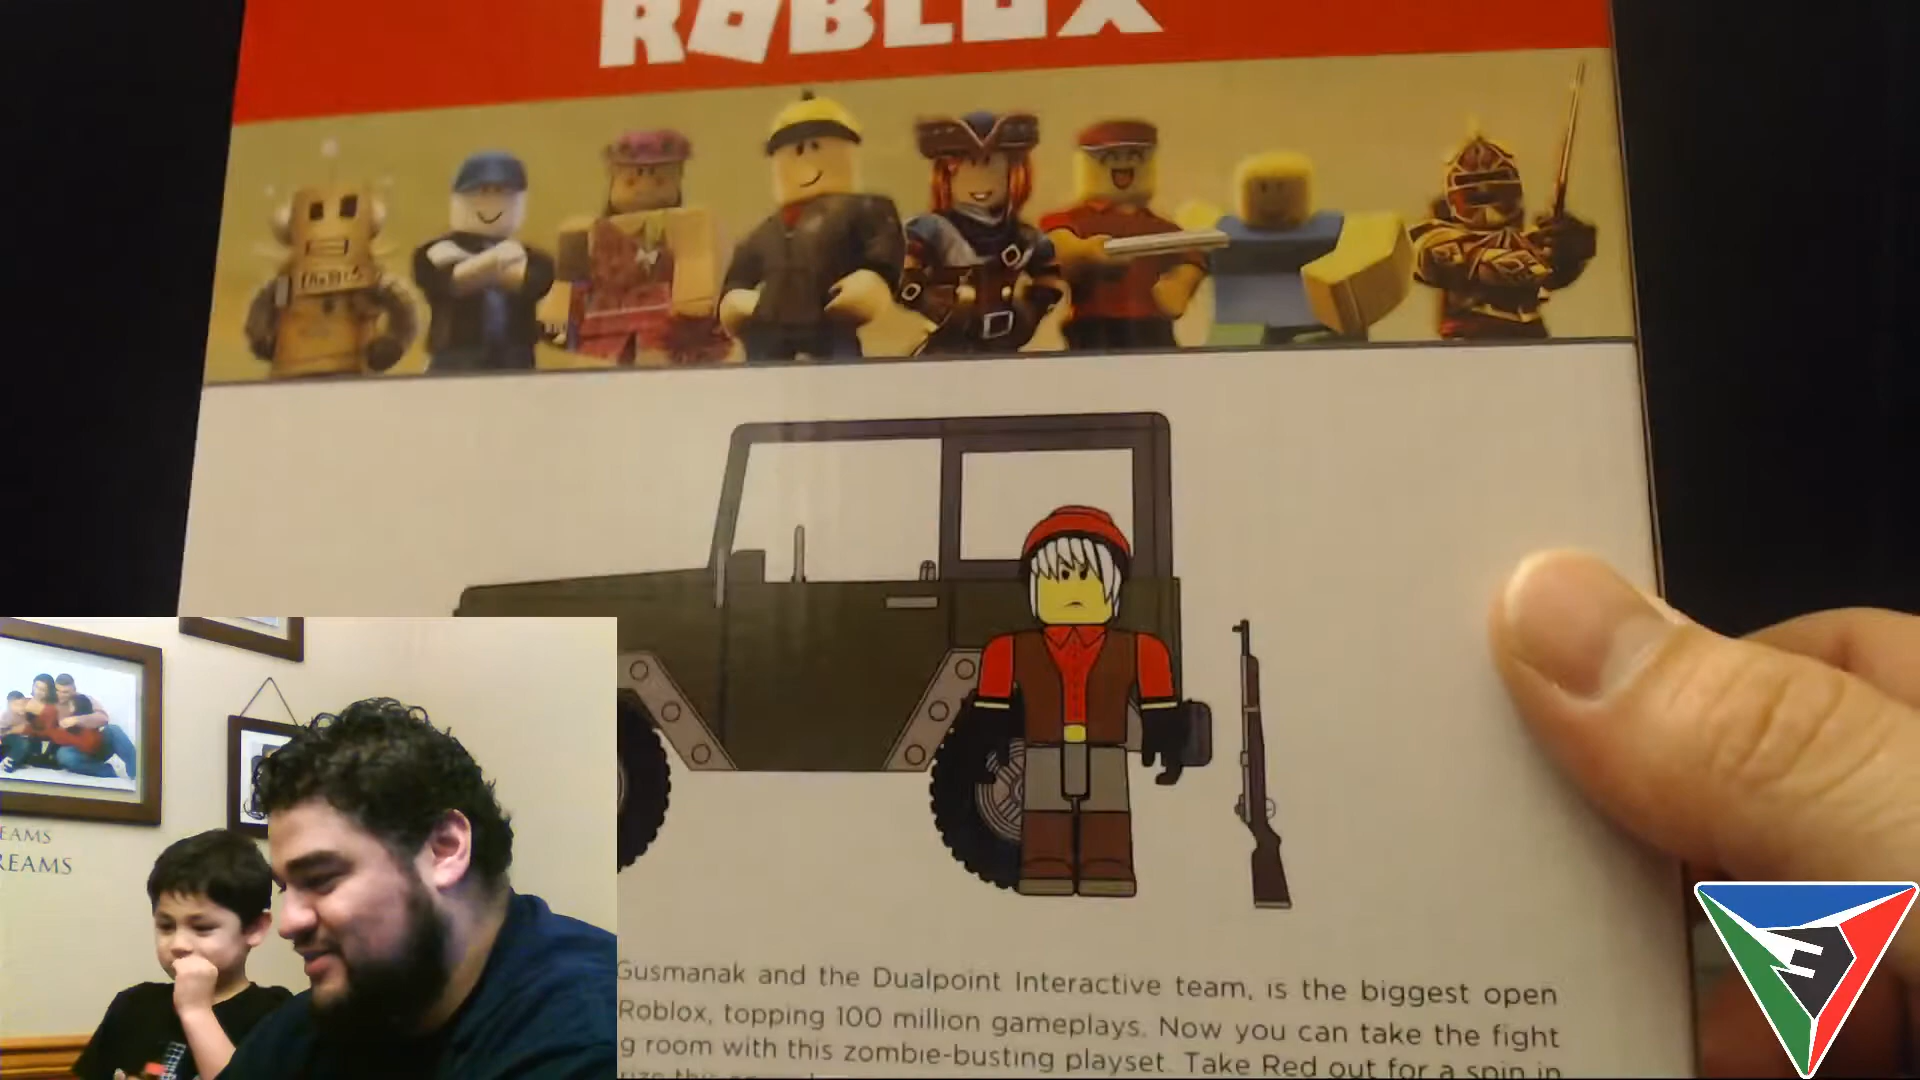 ROBLOX
EAMS
REAMS
Gusmanak and the Dualpoint Interactive team, is the biggest open
Roblox, topping 100 million gameplays. Now you can take the fight
g room with this zombie-busting playset. Take Red out for a spin in
E